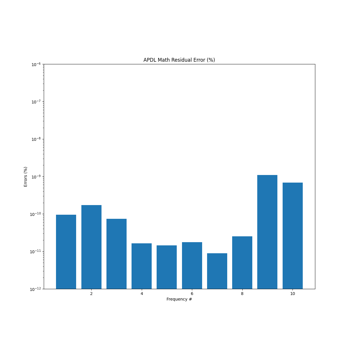 APDL Math Residual Error (%)
10⁻⁶
10⁻⁷
10⁻⁸
10⁻⁹
10⁻¹⁰
10⁻¹¹
10⁻¹²
Errors (%)
2 4 6 8 10
Frequency #